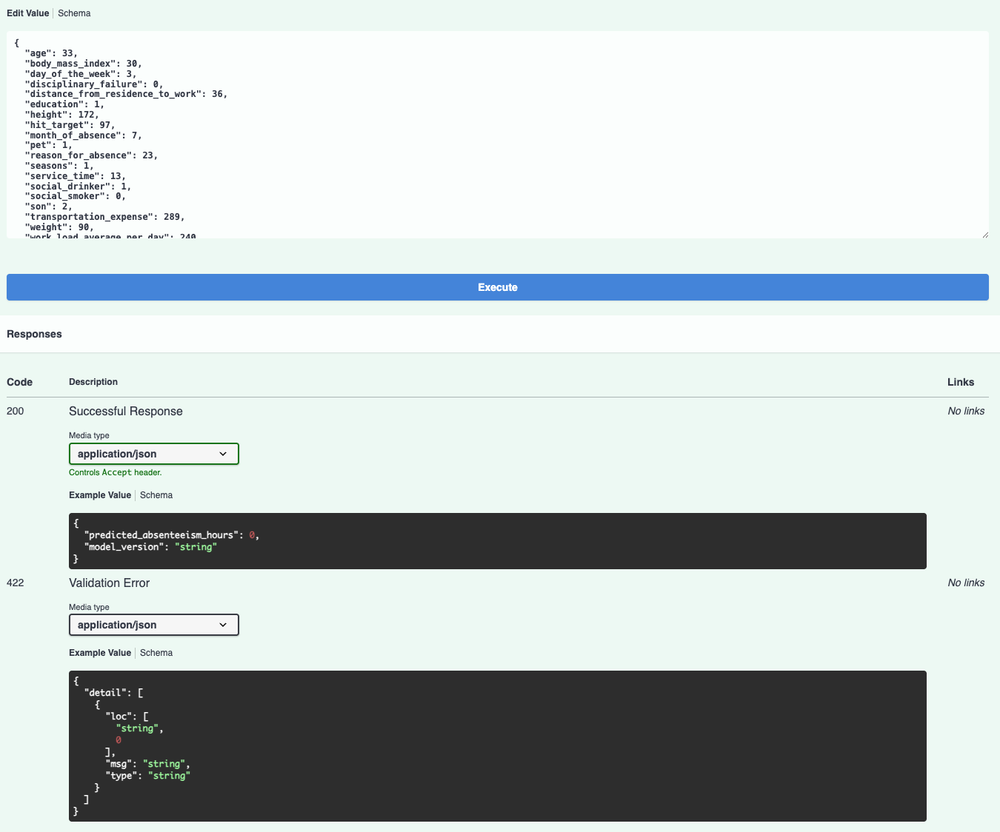 Edit Value | Schema
{
  "age": 33,
  "body_mass_index": 30,
  "day_of_the_week": 3,
  "disciplinary_failure": 0,
  "distance_from_residence_to_work": 36,
  "education": 1,
  "height": 172,
  "hit_target": 97,
  "month_of_absence": 7,
  "pet": 1,
  "reason_for_absence": 23,
  "seasons": 1,
  "service_time": 13,
  "social_drinker": 1,
  "social_smoker": 0,
  "son": 2,
  "transportation_expense": 289,
  "weight": 90,
  "work_load_average_per_day": 240
Execute
Responses
Code Description Links
200 Successful Response No links
Media type
application/json
Controls Accept header.
Example Value | Schema
{
  "predicted_absenteeism_hours": 0,
  "model_version": "string"
}
422 Validation Error No links
Media type
application/json
Example Value | Schema
{
  "detail": [
    {
      "loc": [
        "string",
        0
      ],
      "msg": "string",
      "type": "string"
    }
  ]
}